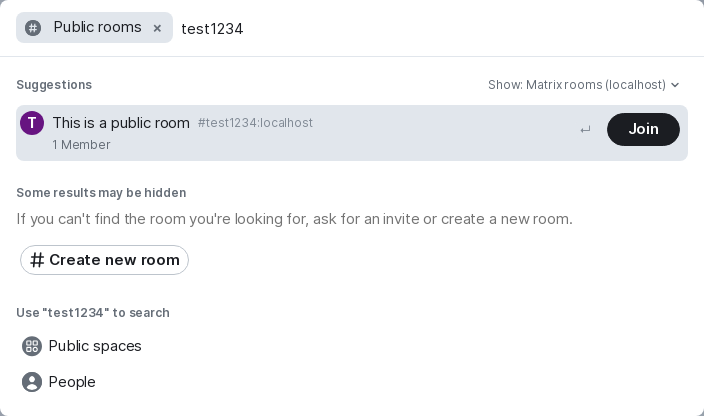 Public rooms × test1234
Suggestions Show: Matrix rooms (localhost)
T This is a public room #test1234:localhost Join
1 Member
Some results may be hidden
If you can't find the room you're looking for, ask for an invite or create a new room.
Create new room
Use "test1234" to search
Public spaces
People